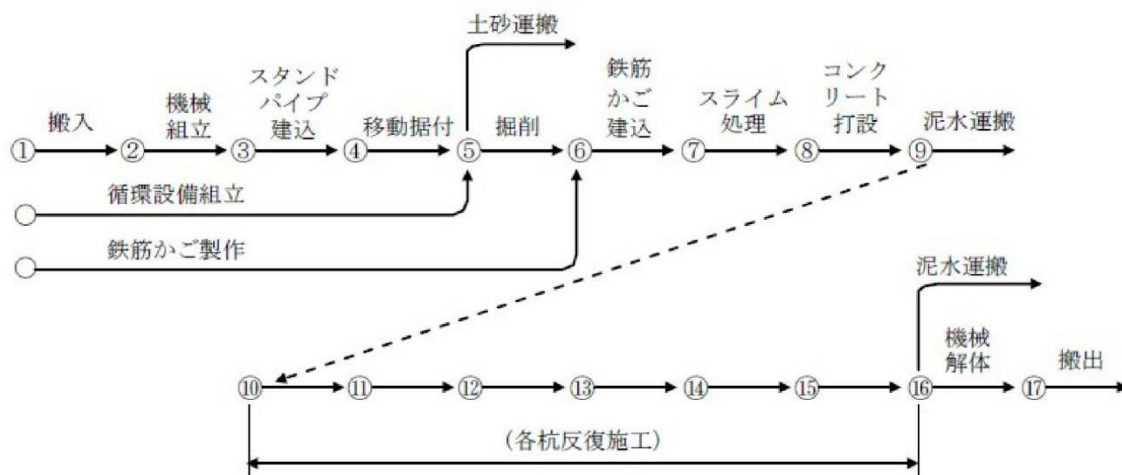 土砂運搬
搬入
機械
組立
スタンド
パイプ
建込
移動据付
掘削
鉄筋
かご
建込
スライム
処理
コンク
リート
打設
泥水運搬
① ② ③ ④ ⑤ ⑥ ⑦ ⑧ ⑨
循環設備組立
鉄筋かご製作
泥水運搬
機械
解体
搬出
⑩ ⑪ ⑫ ⑬ ⑭ ⑮ ⑯ ⑰
(各杭反復施工)